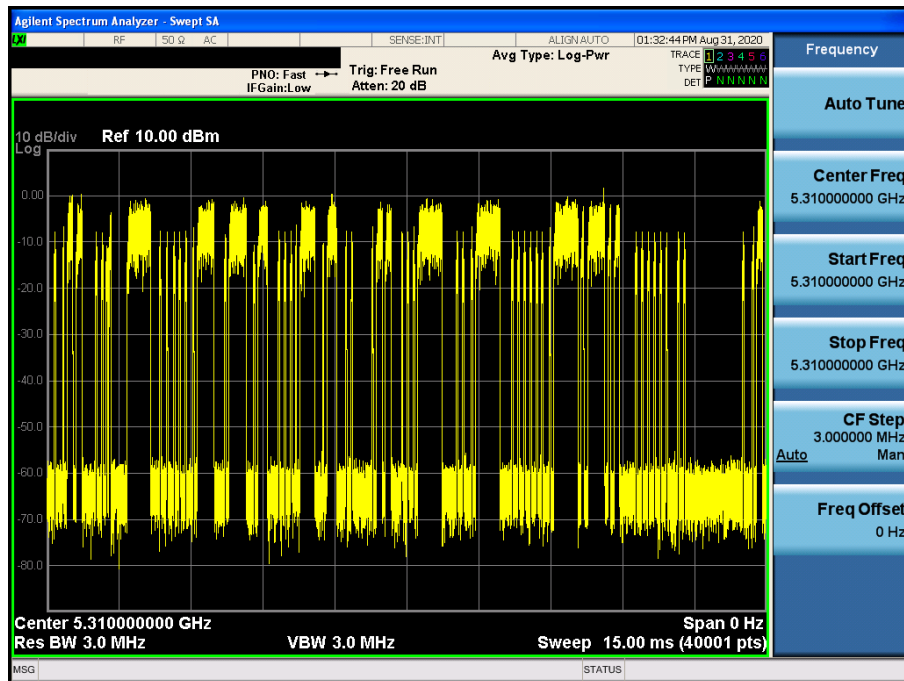 Agilent Spectrum Analyzer - Swept SA
LXI RF 50 Ω AC SENSE:INT ALIGN AUTO 01:32:44 PM Aug 31, 2020
Avg Type: Log-Pwr
TRACE 1 2 3 4 5 6
PNO: Fast Trig: Free Run
TYPE WWWWWW
IFGain:Low Atten: 20 dB
DET P N N N N N
10 dB/div Ref 10.00 dBm
Log
0.00
-10.0
-20.0
-30.0
-40.0
-50.0
-60.0
-70.0
-80.0
Center 5.310000000 GHz Span 0 Hz
Res BW 3.0 MHz VBW 3.0 MHz Sweep 15.00 ms (40001 pts)
MSG STATUS
Frequency
Auto Tune
Center Freq
5.310000000 GHz
Start Freq
5.310000000 GHz
Stop Freq
5.310000000 GHz
CF Step
3.000000 MHz
Auto Man
Freq Offset
0 Hz